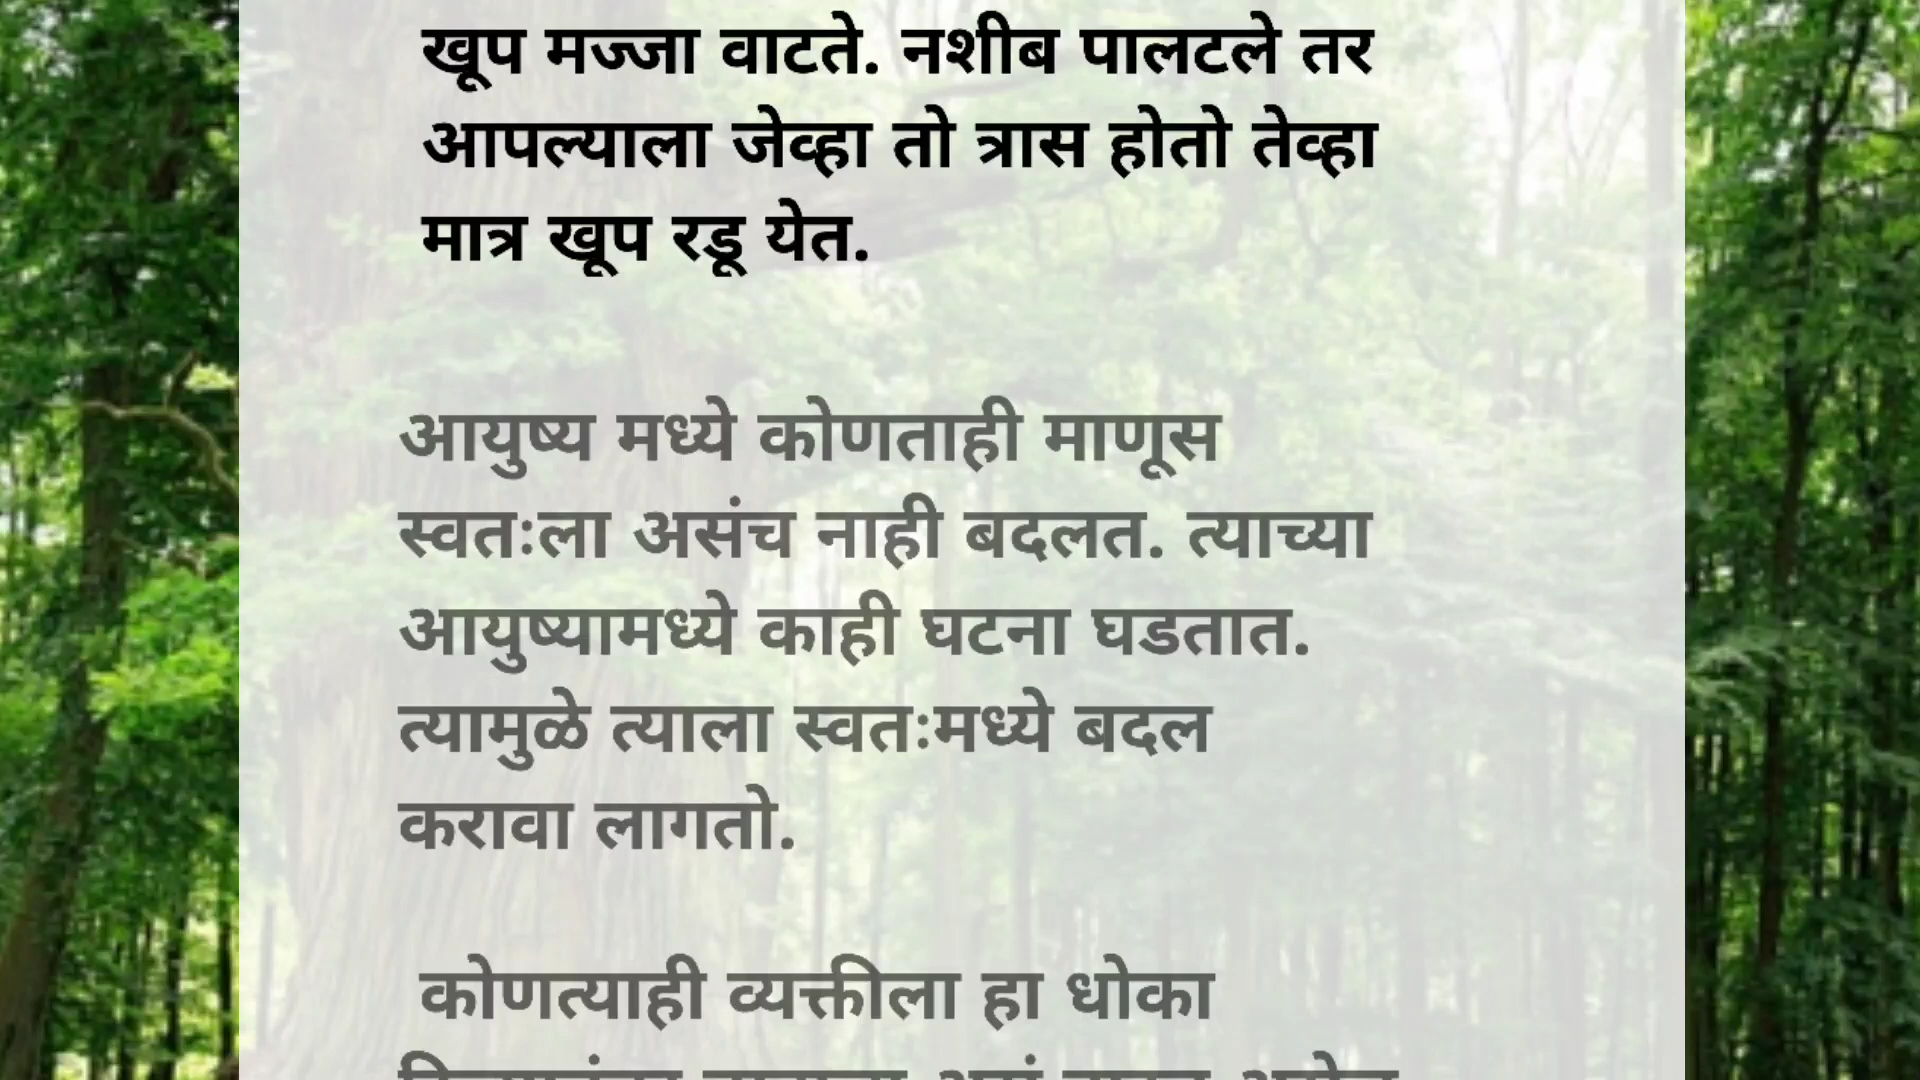 खूप मज्जा वाटते. नशीब पालटले तर
आपल्याला जेव्हा तो त्रास होतो तेव्हा
मात्र खूप रडू येत.
आयुष्य मध्ये कोणताही माणूस
स्वतःला असंच नाही बदलत. त्याच्या
आयुष्यामध्ये काही घटना घडतात.
त्यामुळे त्याला स्वतःमध्ये बदल
करावा लागतो.
कोणत्याही व्यक्तीला हा धोका